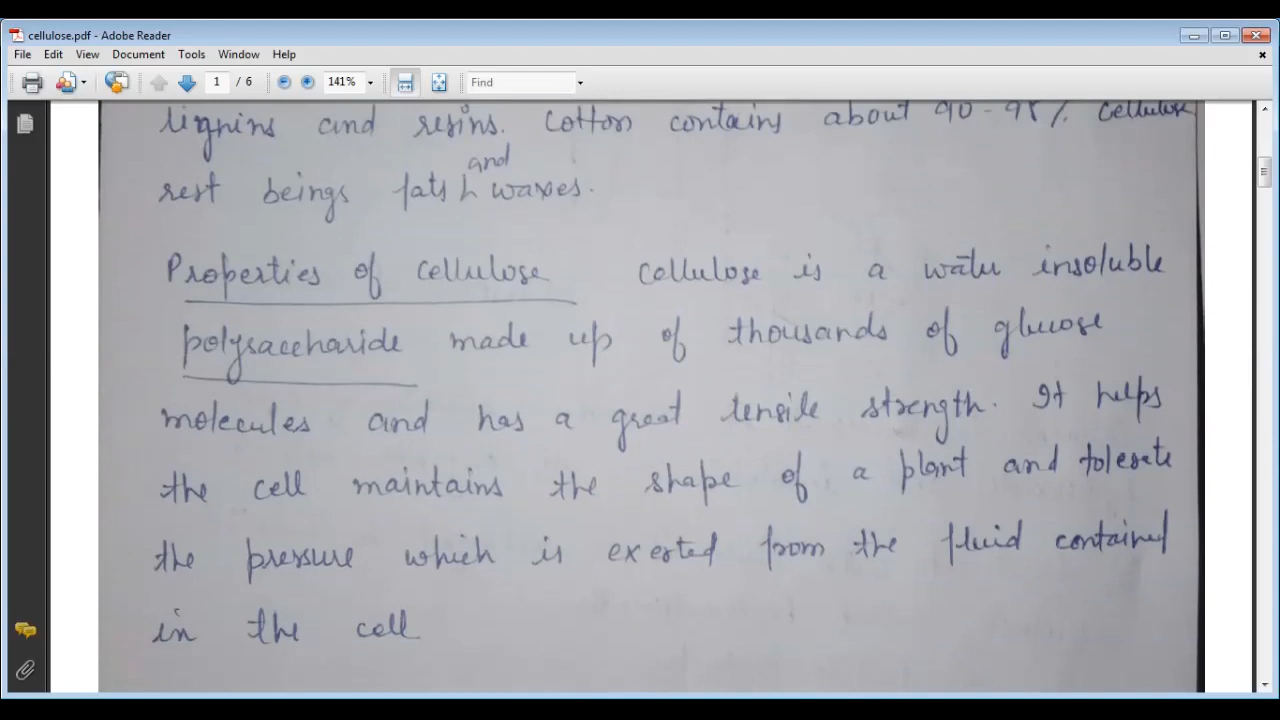 cellulose.pdf - Adobe Reader
File Edit View Document Tools Window Help
1 / 6 141% Find
lignins and resins. Cotton contains about 90 - 98% cellulose
and
rest beings fats waxes.
Properties of cellulose cellulose is a water insoluble
polysaccharide made up of thousands of glucose
molecules and has a great tensile strength. It helps
the cell maintains the shape of a plant and tolerate
the pressure which is exerted from the fluid contained
in the cell